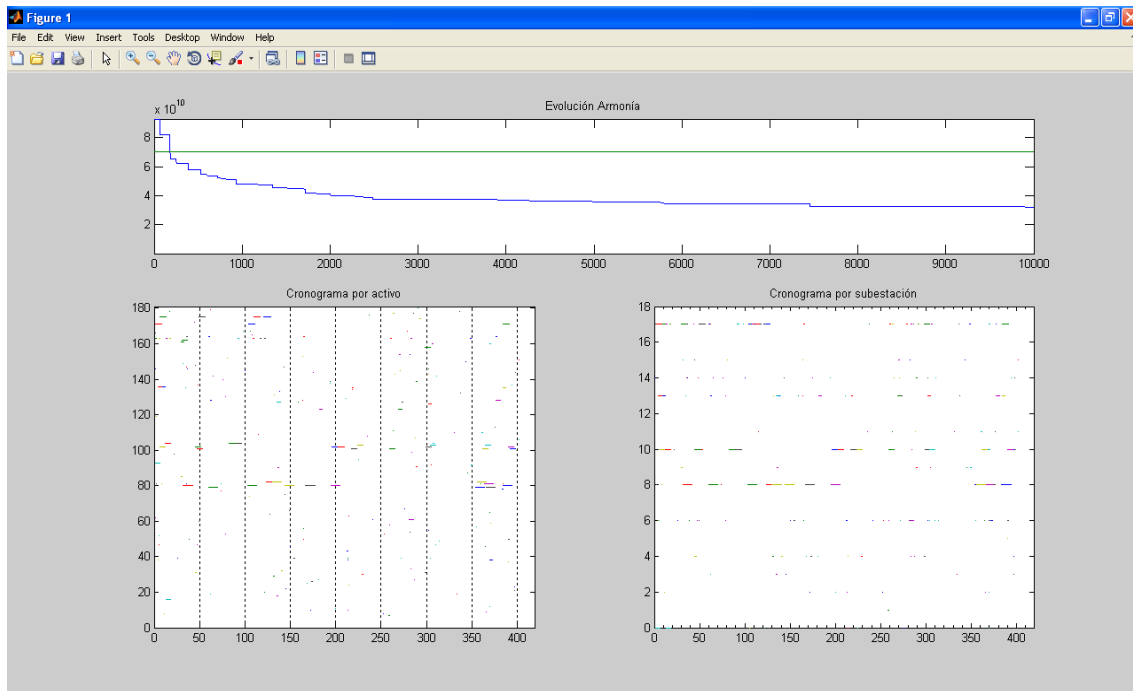 Figure 1
File Edit View Insert Tools Desktop Window Help
x 10^10
Evolución Armonía
8
6
4
2
0 1000 2000 3000 4000 5000 6000 7000 8000 9000 10000
Cronograma por activo
180
160
140
120
100
80
60
40
20
0
0 50 100 150 200 250 300 350 400
Cronograma por subestación
18
16
14
12
10
8
6
4
2
0
0 50 100 150 200 250 300 350 400